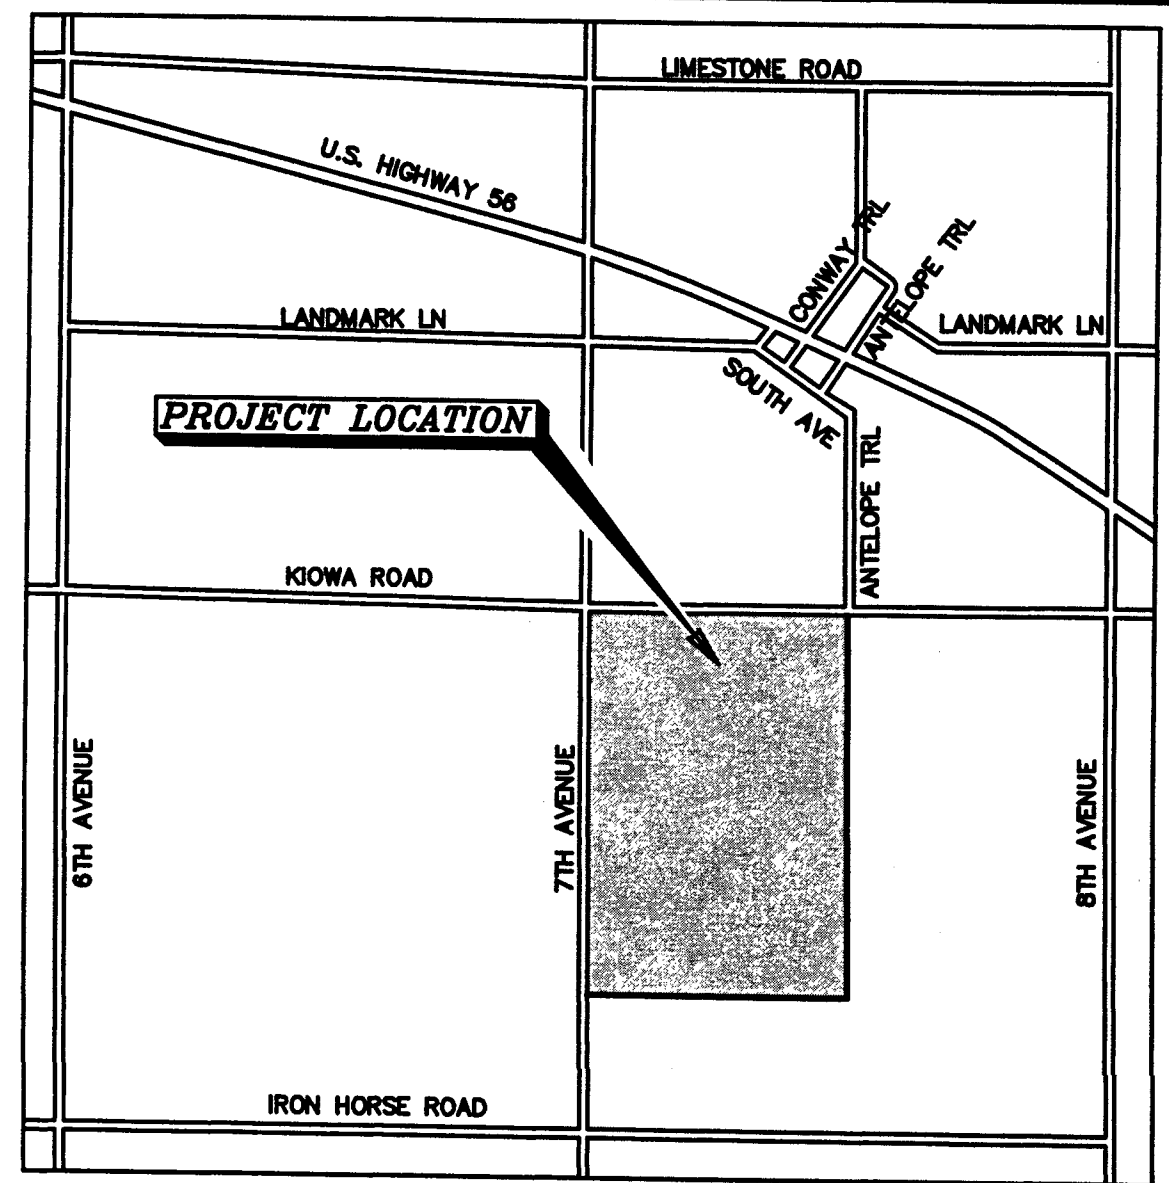 LIMESTONE ROAD
U.S. HIGHWAY 56
CONWAY TRL
ANTELOPE TRL
LANDMARK LN
LANDMARK LN
SOUTH AVE
PROJECT LOCATION
ANTELOPE TRL
KIOWA ROAD
6TH AVENUE
7TH AVENUE
8TH AVENUE
IRON HORSE ROAD